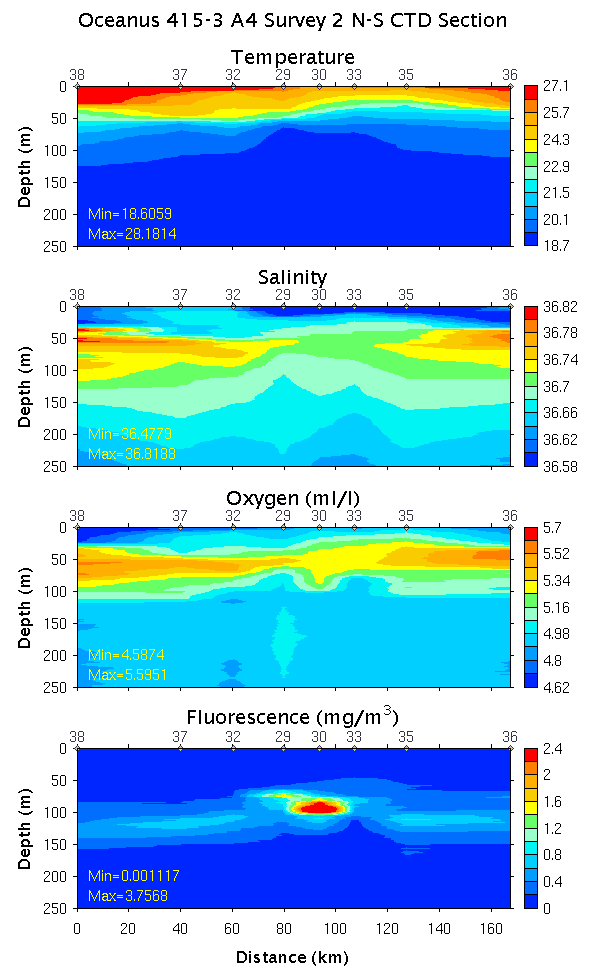 Oceanus 415-3 A4 Survey 2 N-S CTD Section
Temperature
38 37 32 29 30 35 36
0 50 100 150 200 250
Depth (m)
Min=18.6059
Max=28.1814
27.1 25.7 24.3 22.9 21.5 20.1 18.7
Salinity
38 37 32 29 30 33 35 36
0 50 100 150 200 250
Depth (m)
Min=36.4773
Max=36.8188
36.82 36.78 36.74 36.7 36.66 36.62 36.58
Oxygen (ml/l)
38 37 32 29 30 33 35 36
0 50 100 150 200 250
Depth (m)
Min=4.5874
Max=5.5951
5.7 5.52 5.34 5.16 4.98 4.8 4.62
Fluorescence (mg/m³)
38 37 32 29 30 33 35 36
0 50 100 150 200 250
Depth (m)
Min=0.001117
Max=3.7568
2.4 2 1.6 1.2 0.8 0.4 0
0 20 40 60 80 100 120 140 160
Distance (km)